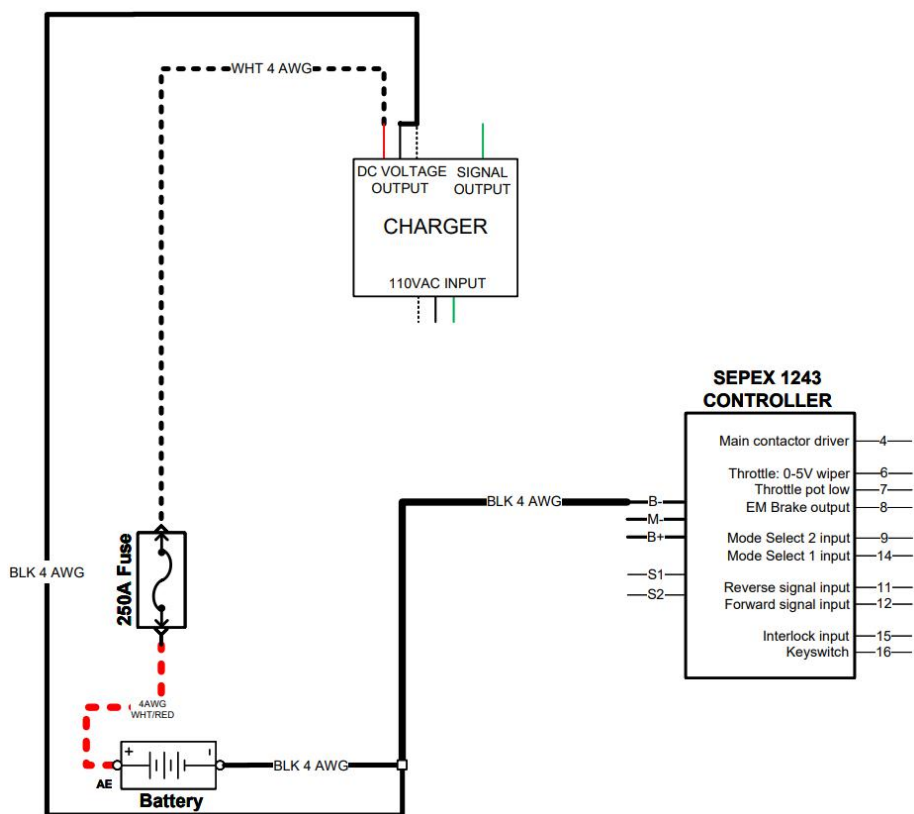 WHT 4 AWG
DC VOLTAGE
OUTPUT
SIGNAL
OUTPUT
CHARGER
110VAC INPUT
SEPEX 1243
CONTROLLER
Main contactor driver
4
Throttle: 0-5V wiper
6
Throttle pot low
7
EM Brake output
8
Mode Select 2 input
9
Mode Select 1 input
14
Reverse signal input
11
Forward signal input
12
Interlock input
15
Keyswitch
16
BLK 4 AWG
B-
M-
B+
S1
S2
BLK 4 AWG
250A Fuse
4AWG
WHT/RED
+
-
AE
Battery
BLK 4 AWG